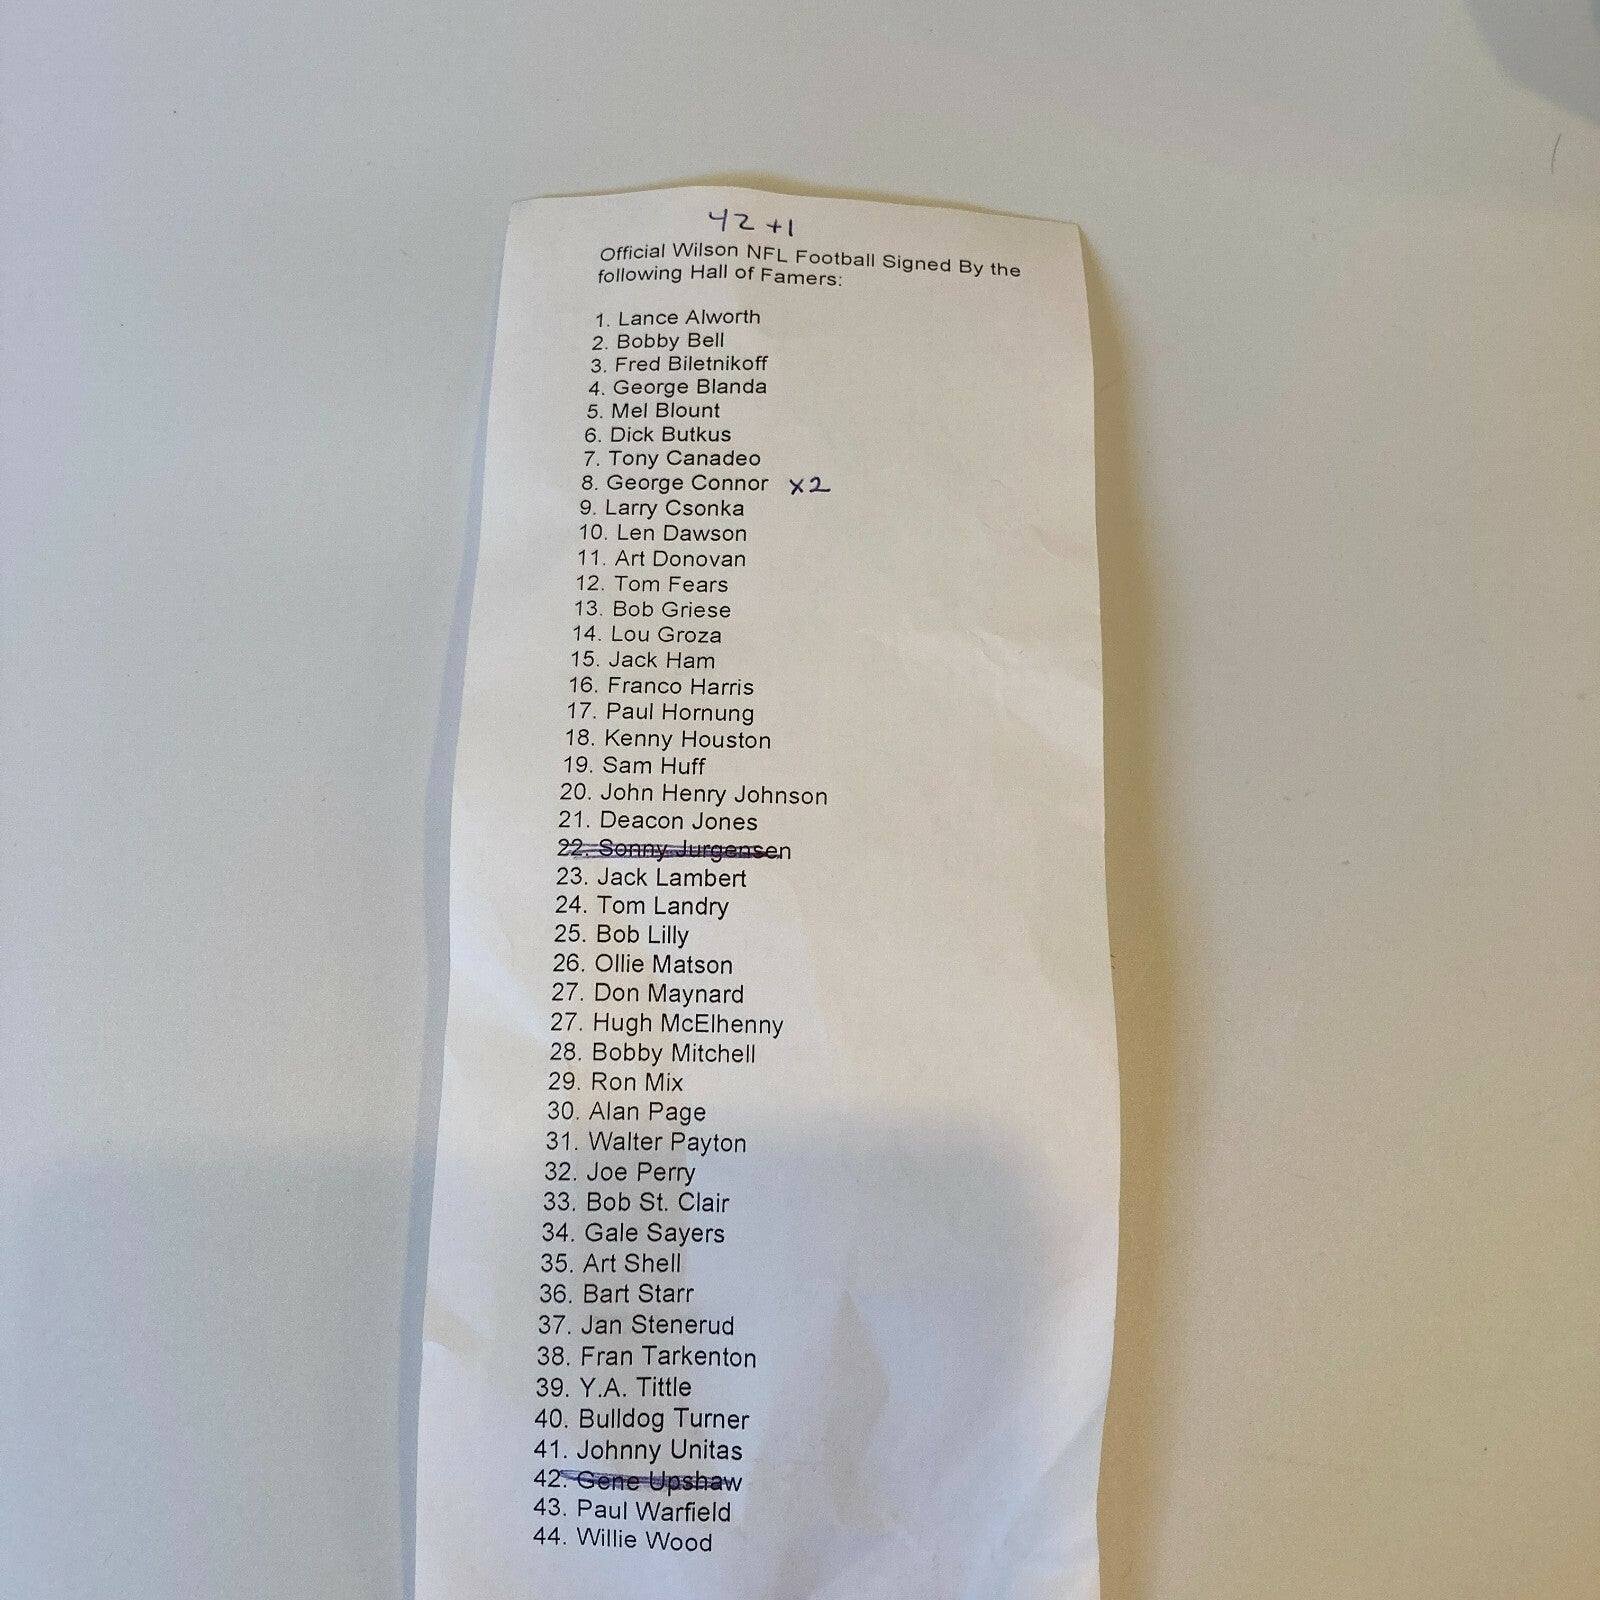 42 +1
Official Wilson NFL Football Signed By the
following Hall of Famers:
1. Lance Alworth
2. Bobby Bell
3. Fred Biletnikoff
4. George Blanda
5. Mel Blount
6. Dick Butkus
7. Tony Canadeo
8. George Connor x2
9. Larry Csonka
10. Len Dawson
11. Art Donovan
12. Tom Fears
13. Bob Griese
14. Lou Groza
15. Jack Ham
16. Franco Harris
17. Paul Hornung
18. Kenny Houston
19. Sam Huff
20. John Henry Johnson
21. Deacon Jones
22. Sonny Jurgensen
23. Jack Lambert
24. Tom Landry
25. Bob Lilly
26. Ollie Matson
27. Don Maynard
27. Hugh McElhenny
28. Bobby Mitchell
29. Ron Mix
30. Alan Page
31. Walter Payton
32. Joe Perry
33. Bob St. Clair
34. Gale Sayers
35. Art Shell
36. Bart Starr
37. Jan Stenerud
38. Fran Tarkenton
39. Y.A. Tittle
40. Bulldog Turner
41. Johnny Unitas
42. Gene Upshaw
43. Paul Warfield
44. Willie Wood